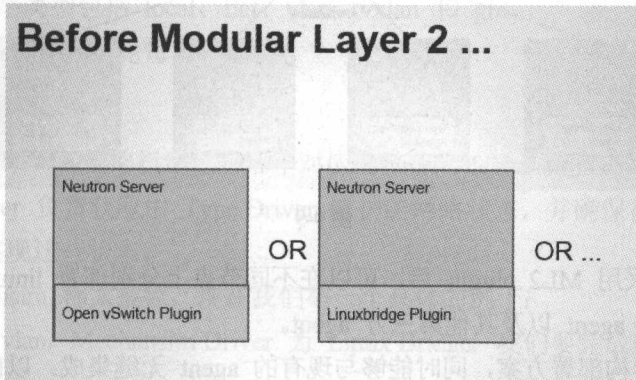 Before Modular Layer 2 ...
Neutron Server
Neutron Server
OR
OR ...
Open vSwitch Plugin
Linuxbridge Plugin